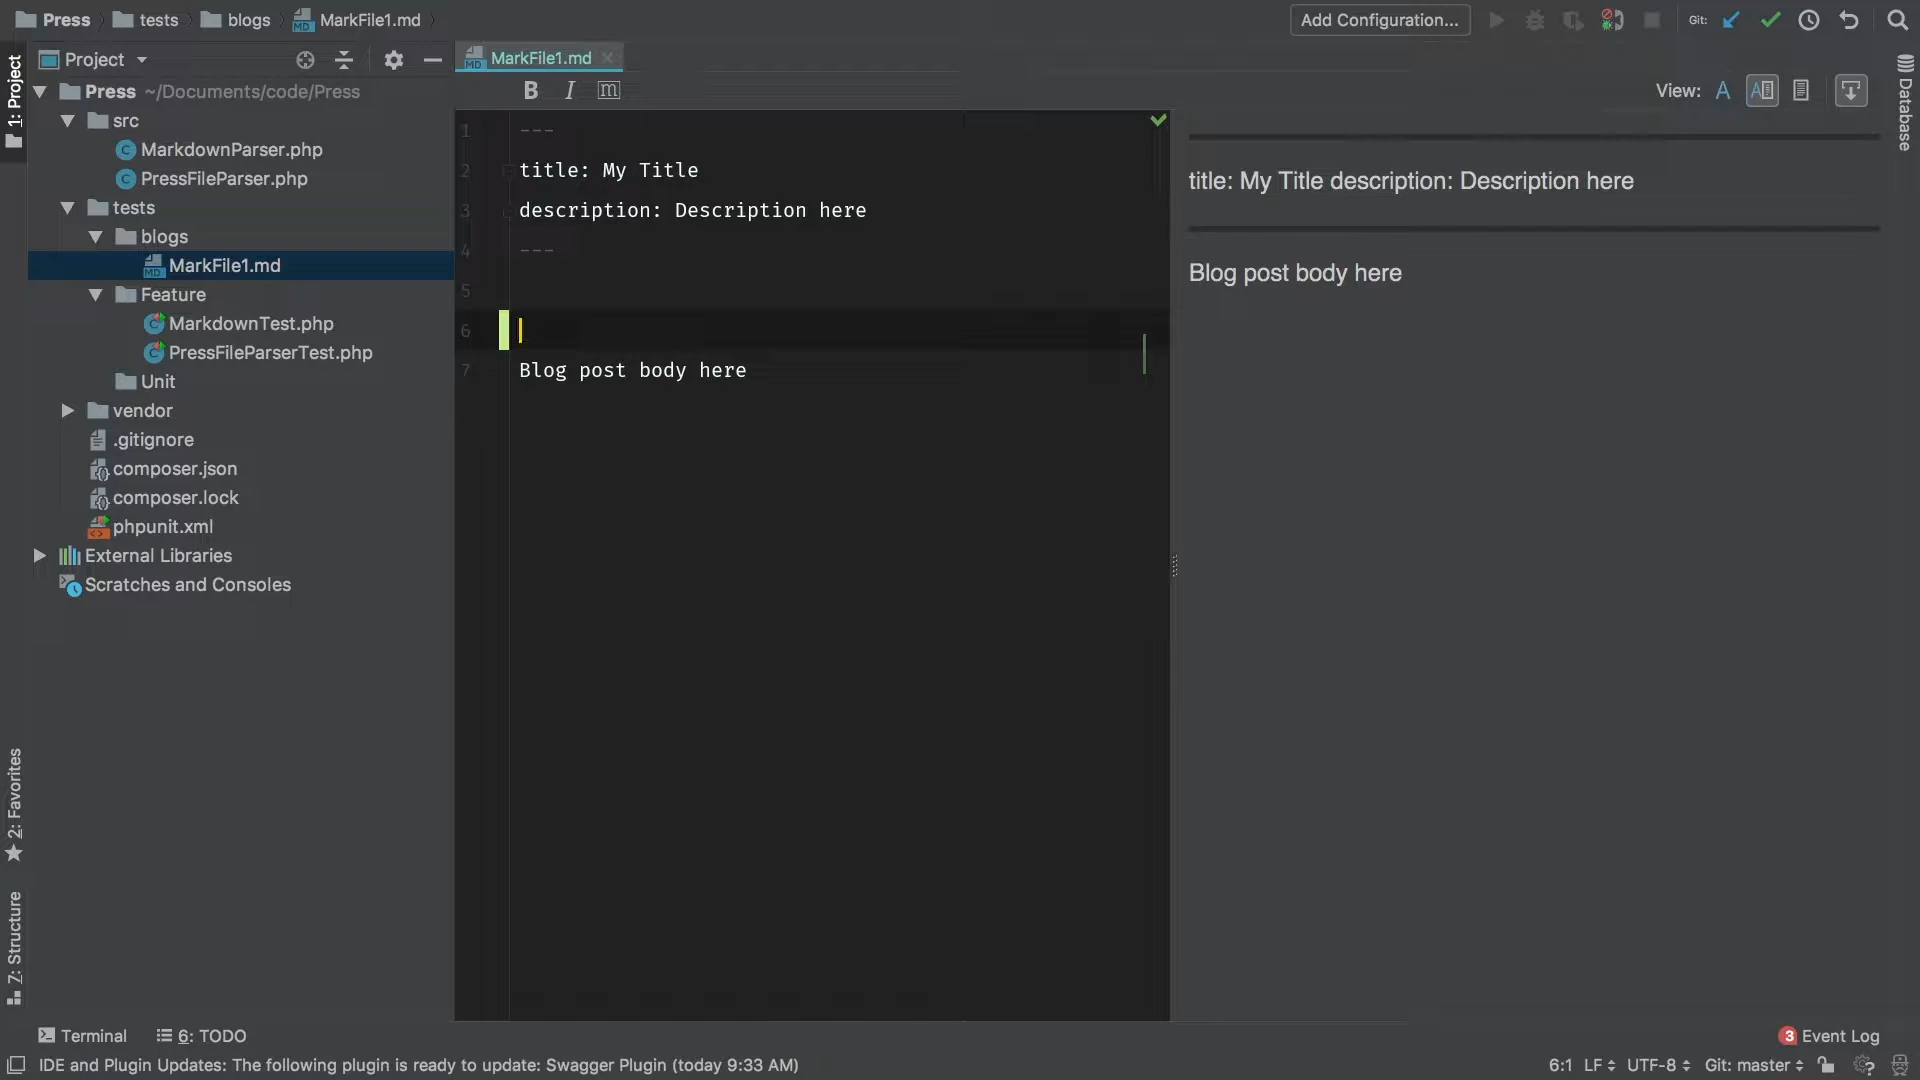 Press tests blogs MarkFile1.md
Add Configuration...
Git:
Project
MarkFile1.md
1: Project
Press ~/Documents/code/Press
src
MarkdownParser.php
PressFileParser.php
tests
blogs
MarkFile1.md
Feature
MarkdownTest.php
PressFileParserTest.php
Unit
vendor
.gitignore
composer.json
composer.lock
phpunit.xml
External Libraries
Scratches and Consoles
2: Favorites
Z: Structure
B I m
View: A
Database
1 ---
2 title: My Title
3 description: Description here
4 ---
5
6
7 Blog post body here
title: My Title description: Description here
Blog post body here
Terminal
6: TODO
3 Event Log
IDE and Plugin Updates: The following plugin is ready to update: Swagger Plugin (today 9:33 AM)
6:1 LF UTF-8 Git: master